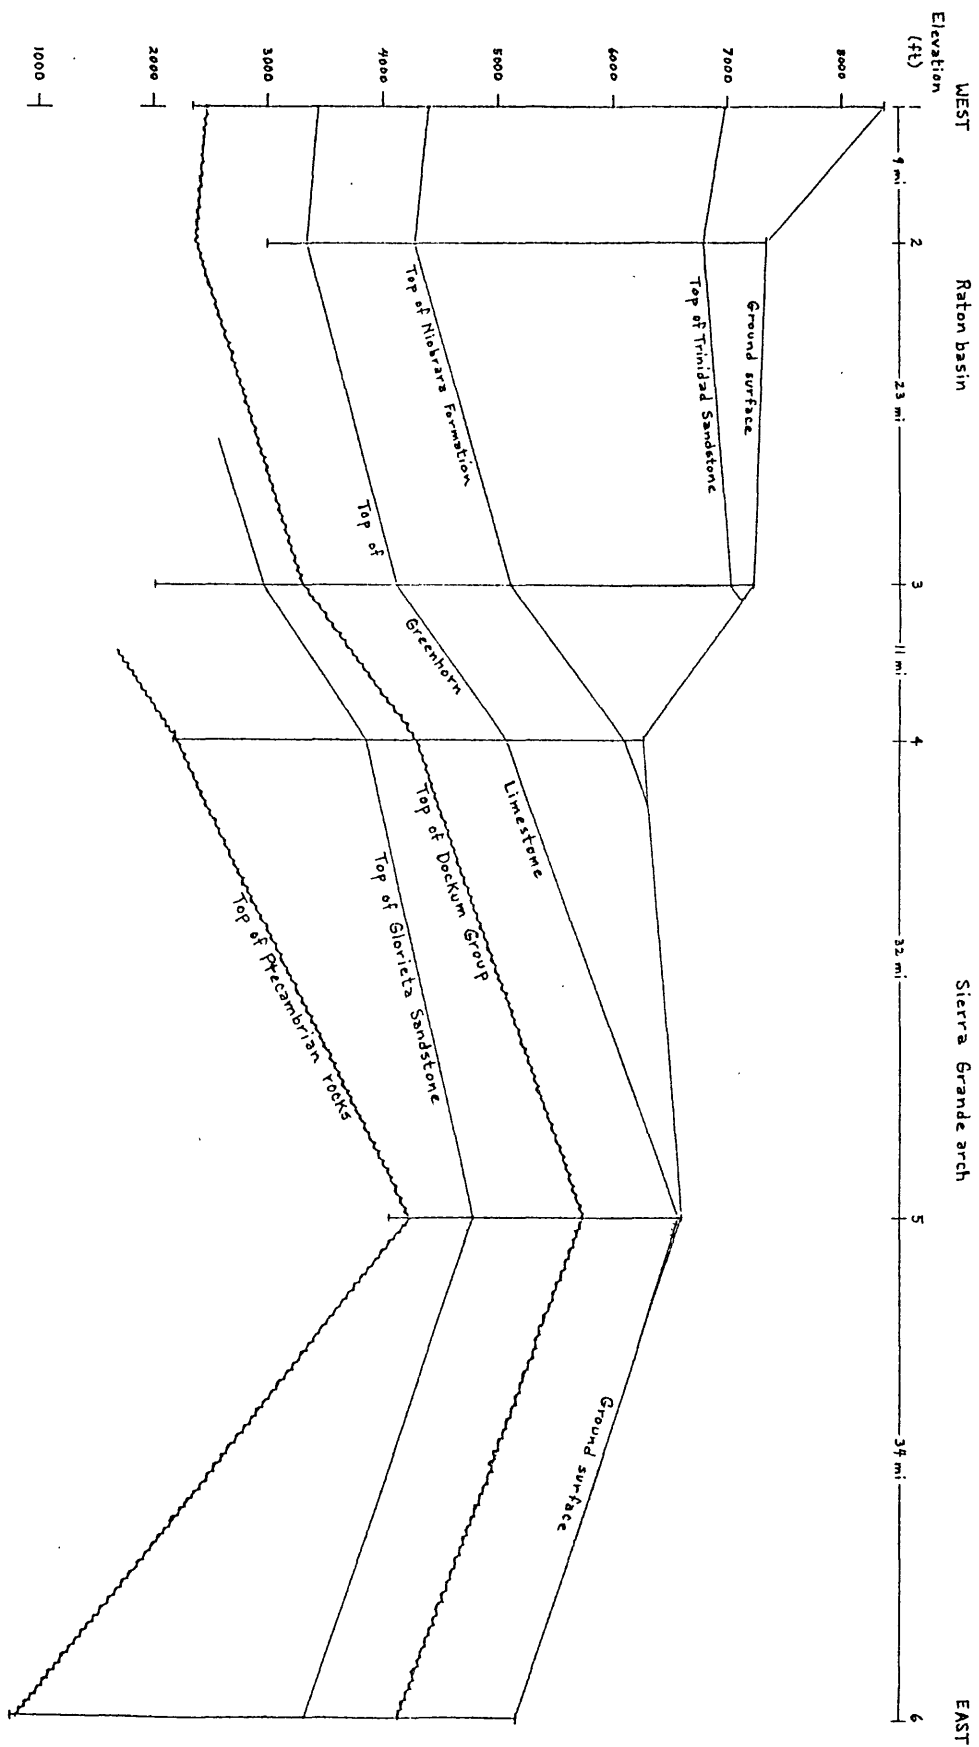 WEST
Raton basin
Sierra Grande arch
EAST
Elevation
(ft)
9 mi
2
23 mi
3
11 mi
4
32 mi
5
34 mi
6
8000
7000
6000
5000
4000
3000
2000
1000
Ground surface
Top of Trinidad Sandstone
Top of Niobrara Formation
Top of
Greenhorn
Limestone
Top of Dockum Group
Top of Glorieta Sandstone
Top of Precambrian rocks
Ground surface